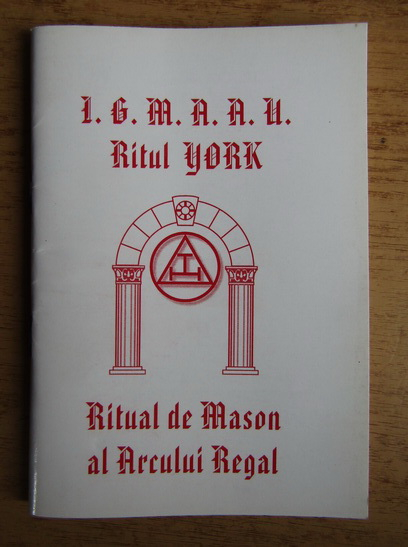 I. G. M. A. A. U.
Ritul YORK
Ritual de Mason
al Arcului Regal